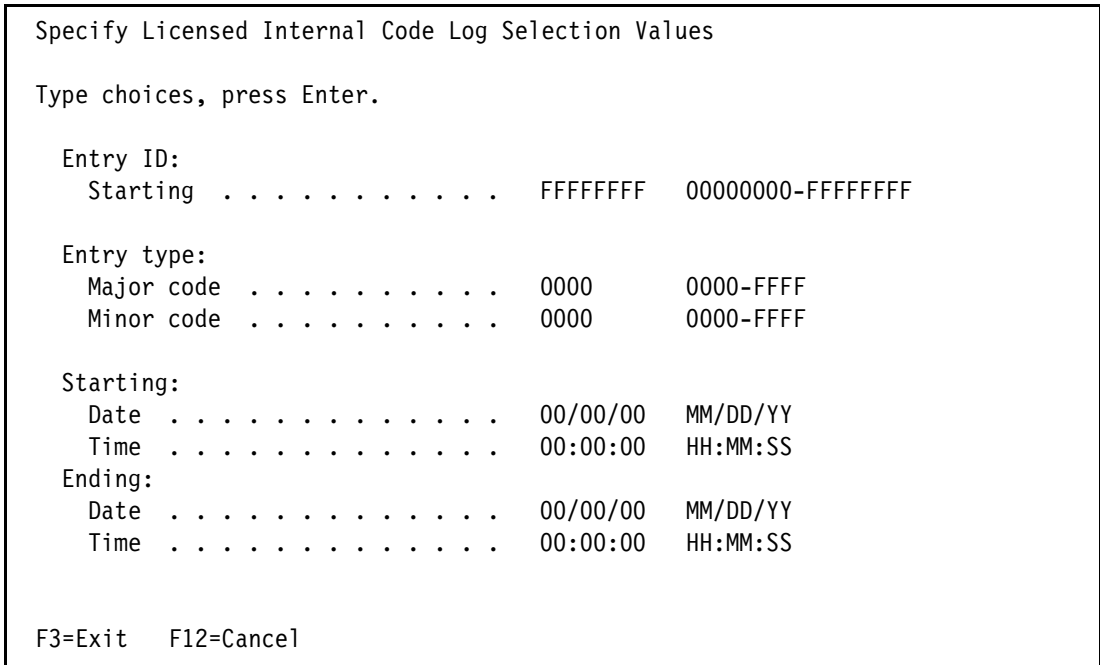 Specify Licensed Internal Code Log Selection Values
Type choices, press Enter.
Entry ID:
Starting . . . . . . . . . . . FFFFFFFF 00000000-FFFFFFFF
Entry type:
Major code . . . . . . . . . . 0000 0000-FFFF
Minor code . . . . . . . . . . 0000 0000-FFFF
Starting:
Date . . . . . . . . . . . . . 00/00/00 MM/DD/YY
Time . . . . . . . . . . . . . 00:00:00 HH:MM:SS
Ending:
Date . . . . . . . . . . . . . 00/00/00 MM/DD/YY
Time . . . . . . . . . . . . . 00:00:00 HH:MM:SS
F3=Exit F12=Cancel